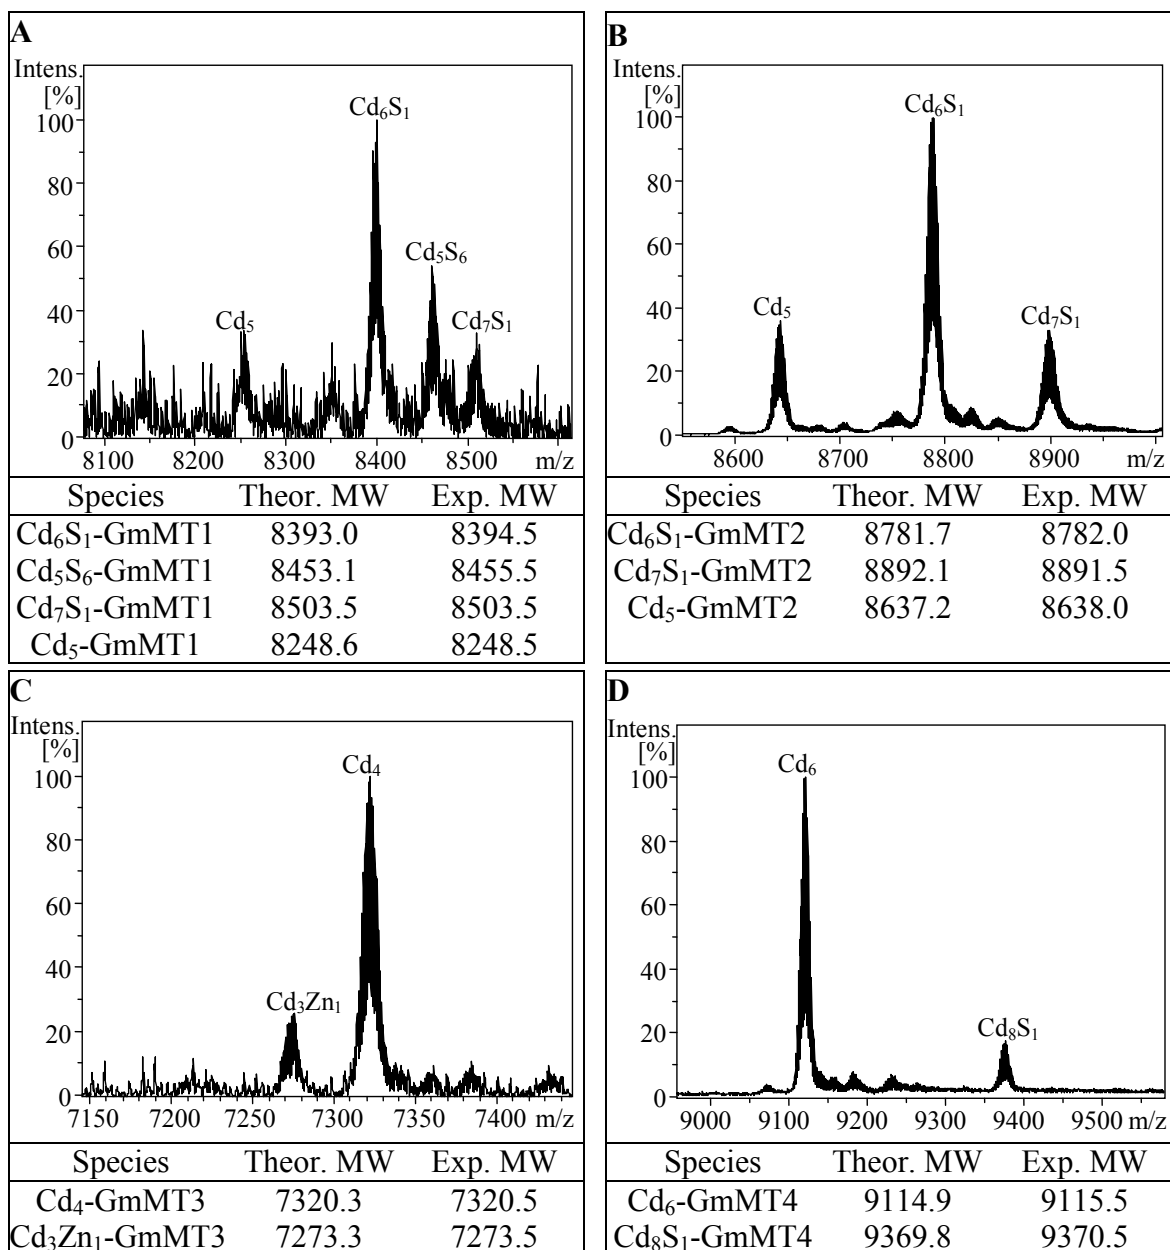 A
Intens.
[%]
100
80
60
40
20
0
Cd₅
Cd₆S₁
Cd₅S₆
Cd₇S₁
8100 8200 8300 8400 8500 m/z
Species Theor. MW Exp. MW
Cd₆S₁-GmMT1 8393.0 8394.5
Cd₅S₆-GmMT1 8453.1 8455.5
Cd₇S₁-GmMT1 8503.5 8503.5
Cd₅-GmMT1 8248.6 8248.5
B
Intens.
[%]
100
80
60
40
20
0
Cd₅
Cd₆S₁
Cd₇S₁
8600 8700 8800 8900 m/z
Species Theor. MW Exp. MW
Cd₆S₁-GmMT2 8781.7 8782.0
Cd₇S₁-GmMT2 8892.1 8891.5
Cd₅-GmMT2 8637.2 8638.0
C
Intens.
[%]
100
80
60
40
20
0
Cd₃Zn₁
Cd₄
7150 7200 7250 7300 7350 7400 m/z
Species Theor. MW Exp. MW
Cd₄-GmMT3 7320.3 7320.5
Cd₃Zn₁-GmMT3 7273.3 7273.5
D
Intens.
[%]
100
80
60
40
20
0
Cd₆
Cd₈S₁
9000 9100 9200 9300 9400 9500 m/z
Species Theor. MW Exp. MW
Cd₆-GmMT4 9114.9 9115.5
Cd₈S₁-GmMT4 9369.8 9370.5